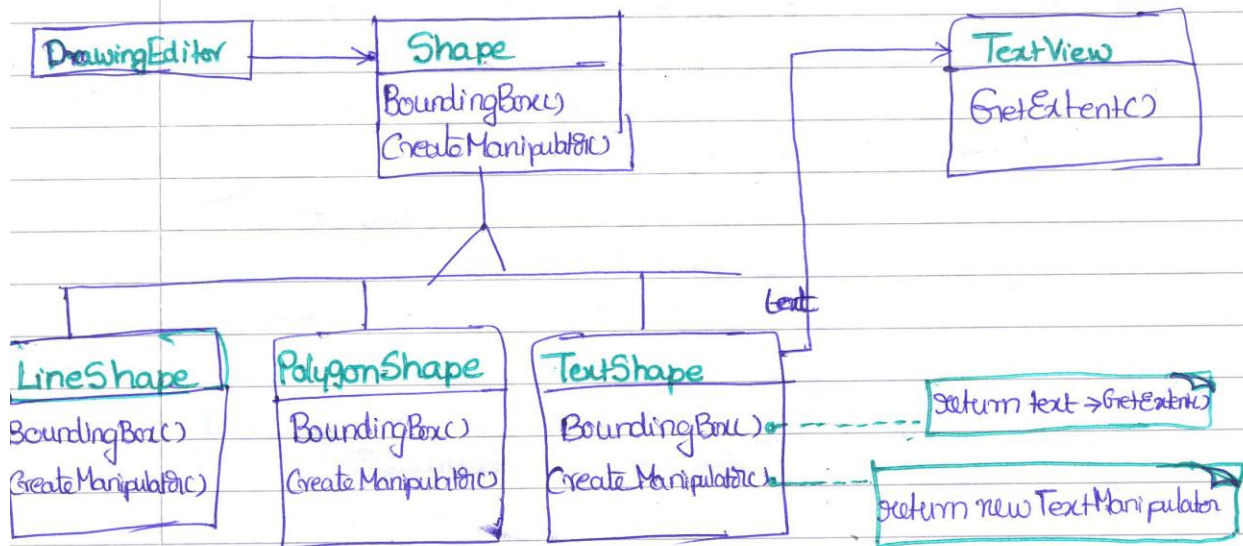 DrawingEditor
Shape
BoundingBox()
CreateManipulator()
TextView
GetExtent()
text
LineShape
BoundingBox()
CreateManipulator()
PolygonShape
BoundingBox()
CreateManipulator()
TextShape
BoundingBox()
CreateManipulator()
return text → GetExtent()
return new TextManipulator